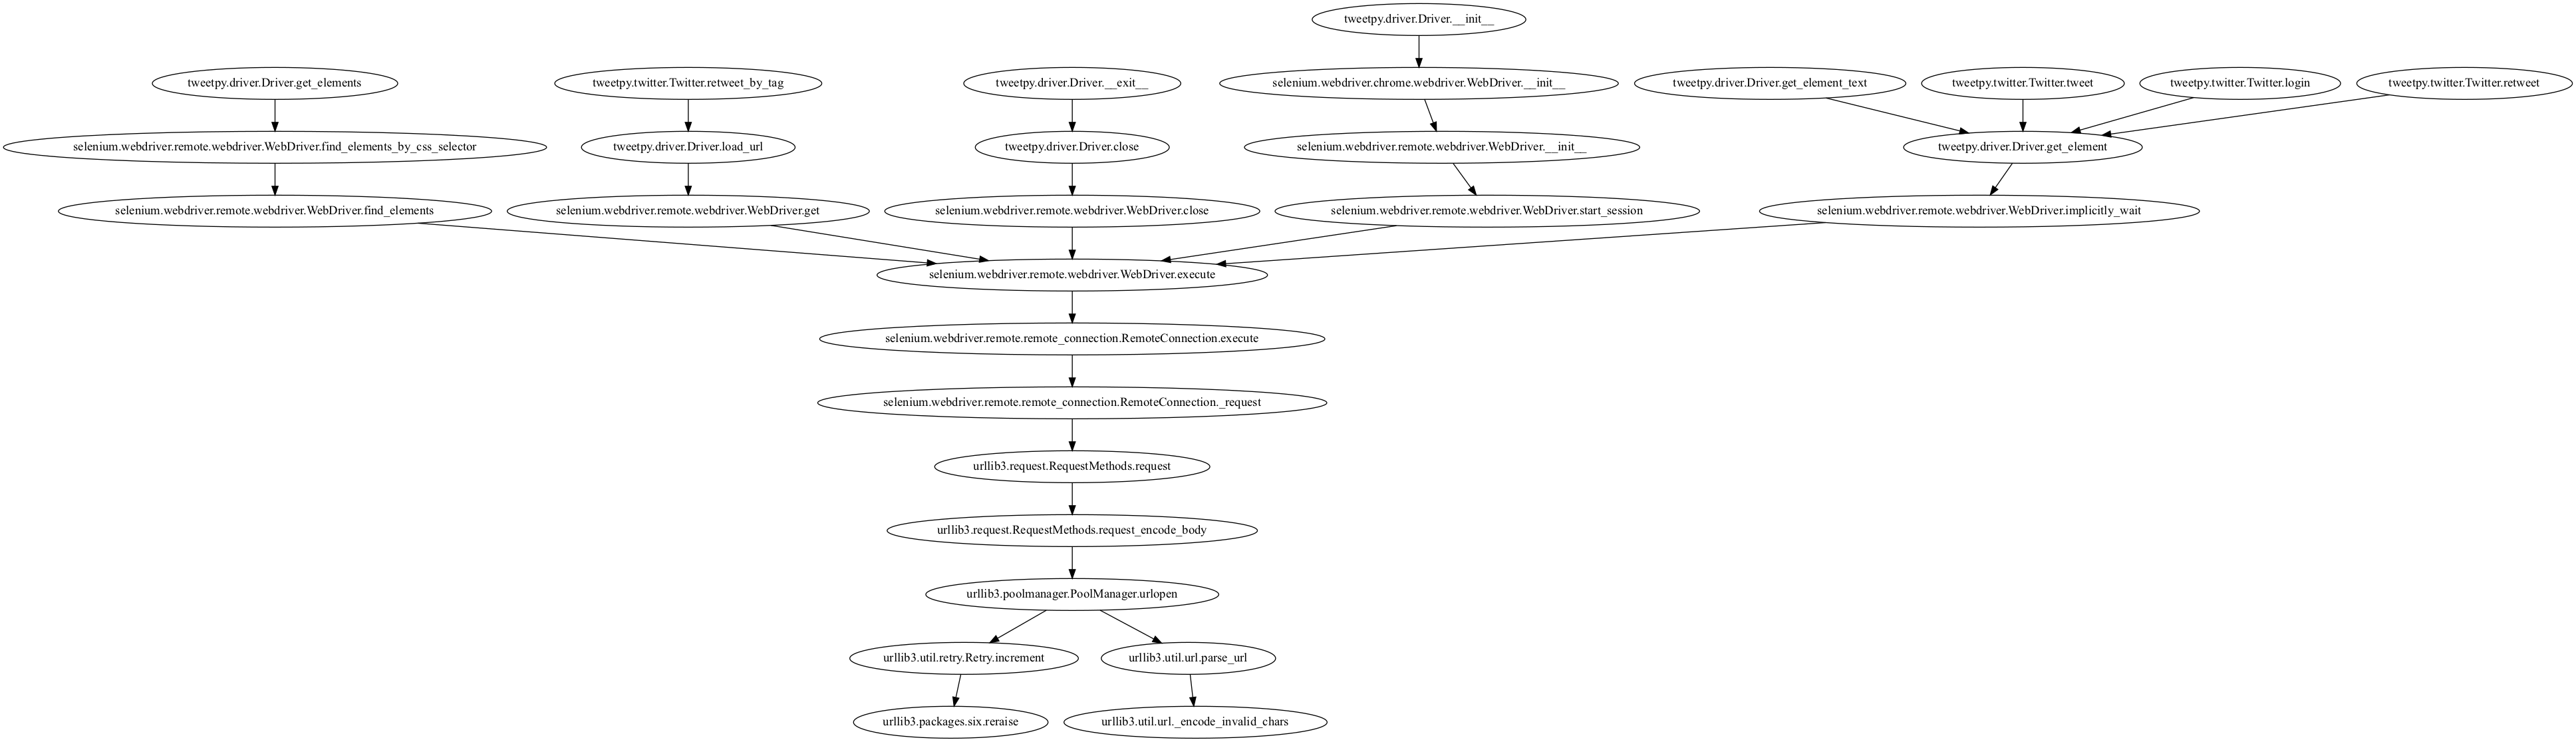 tweetpy.driver.Driver.__init__
tweetpy.driver.Driver.get_elements
tweetpy.twitter.Twitter.retweet_by_tag
tweetpy.driver.Driver.__exit__
selenium.webdriver.chrome.webdriver.WebDriver.__init__
tweetpy.driver.Driver.get_element_text
tweetpy.twitter.Twitter.tweet
tweetpy.twitter.Twitter.login
tweetpy.twitter.Twitter.retweet
selenium.webdriver.remote.webdriver.WebDriver.find_elements_by_css_selector
tweetpy.driver.Driver.load_url
tweetpy.driver.Driver.close
selenium.webdriver.remote.webdriver.WebDriver.__init__
tweetpy.driver.Driver.get_element
selenium.webdriver.remote.webdriver.WebDriver.find_elements
selenium.webdriver.remote.webdriver.WebDriver.get
selenium.webdriver.remote.webdriver.WebDriver.close
selenium.webdriver.remote.webdriver.WebDriver.start_session
selenium.webdriver.remote.webdriver.WebDriver.implicitly_wait
selenium.webdriver.remote.webdriver.WebDriver.execute
selenium.webdriver.remote.remote_connection.RemoteConnection.execute
selenium.webdriver.remote.remote_connection.RemoteConnection._request
urllib3.request.RequestMethods.request
urllib3.request.RequestMethods.request_encode_body
urllib3.poolmanager.PoolManager.urlopen
urllib3.util.retry.Retry.increment
urllib3.util.url.parse_url
urllib3.packages.six.reraise
urllib3.util.url._encode_invalid_chars